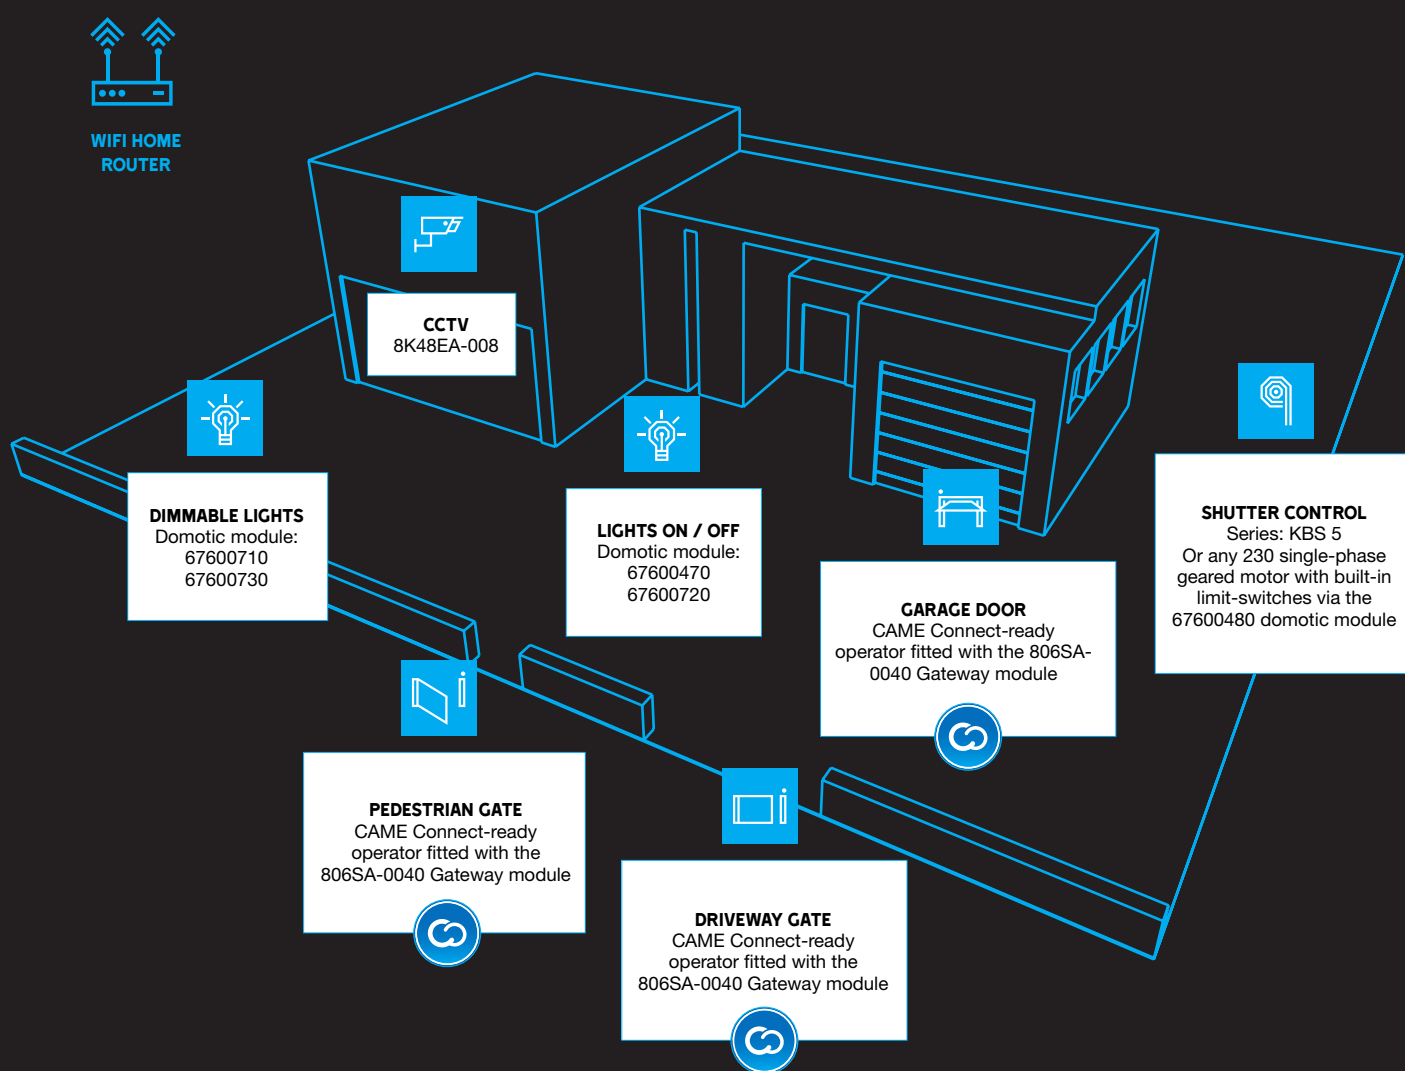 WIFI HOME
ROUTER
CCTV
8K48EA-008
DIMMABLE LIGHTS
Domotic module:
67600710
67600730
LIGHTS ON / OFF
Domotic module:
67600470
67600720
GARAGE DOOR
CAME Connect-ready
operator fitted with the 806SA-
0040 Gateway module
SHUTTER CONTROL
Series: KBS 5
Or any 230 single-phase
geared motor with built-in
limit-switches via the
67600480 domotic module
PEDESTRIAN GATE
CAME Connect-ready
operator fitted with the
806SA-0040 Gateway module
DRIVEWAY GATE
CAME Connect-ready
operator fitted with the
806SA-0040 Gateway module